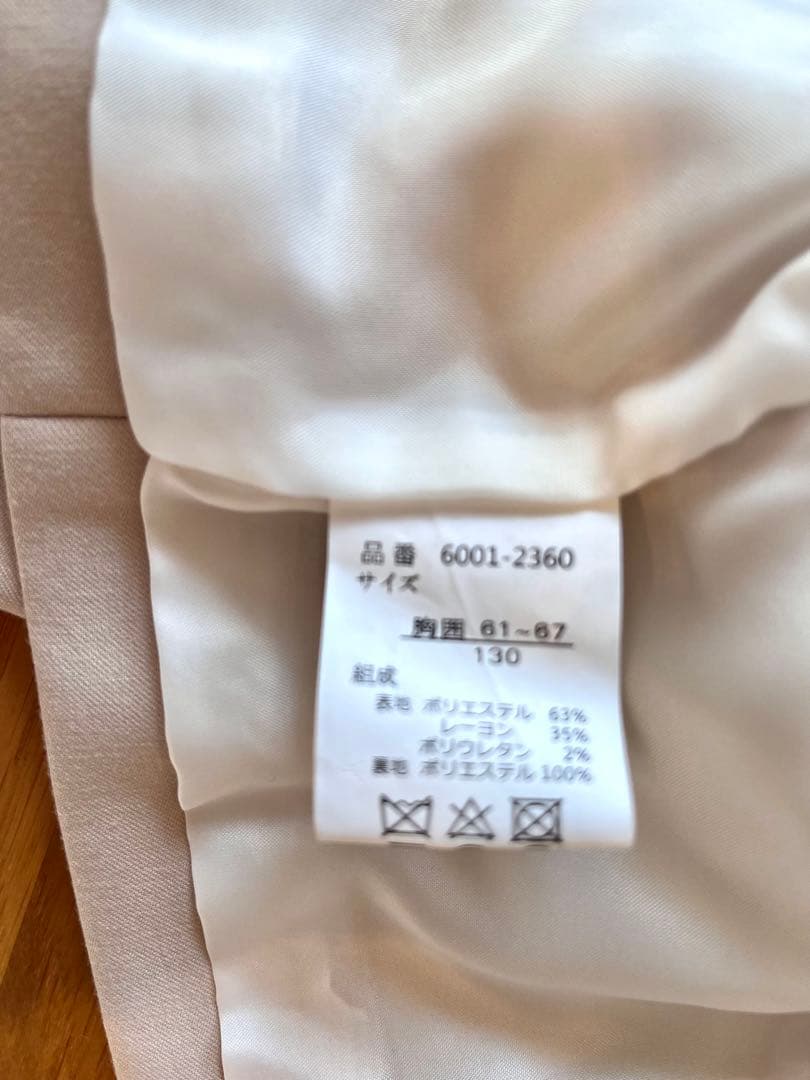 品番 6001-2360
サイズ
胸囲 61~67
130
組成
表毛 ポリエステル 63%
レーヨン 35%
ポリウレタン 2%
裏毛 ポリエステル 100%